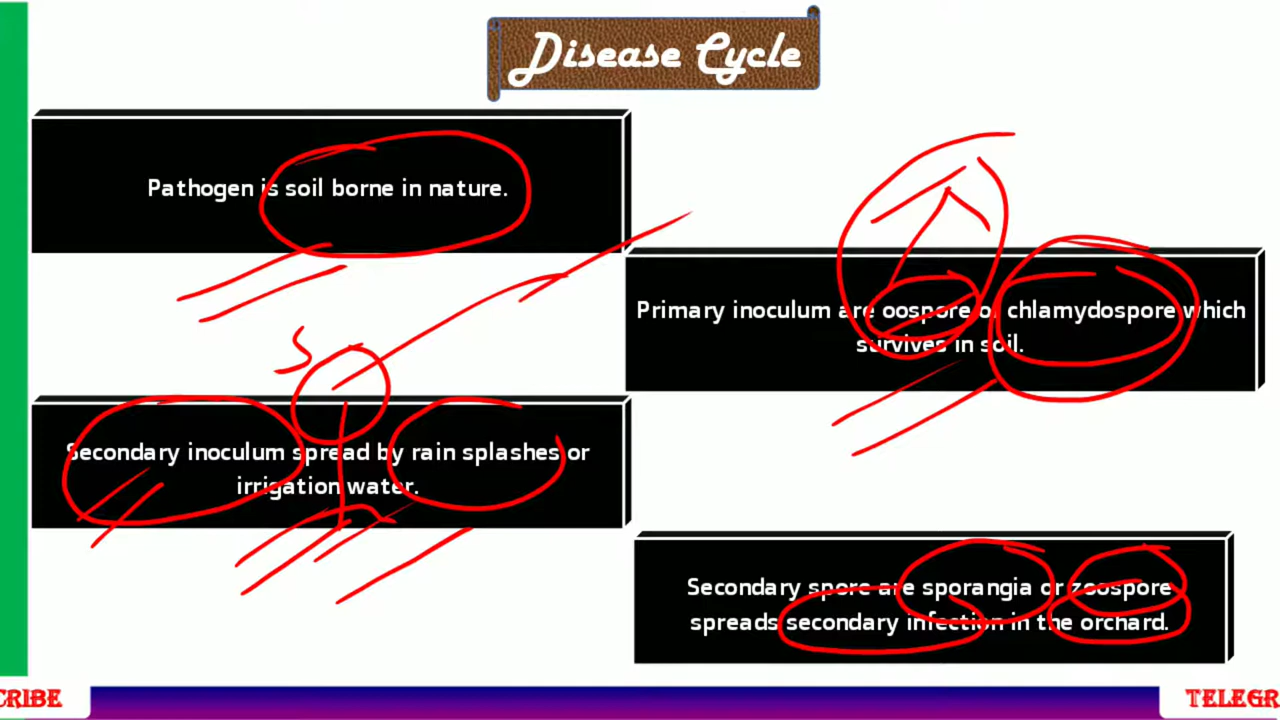 Disease Cycle
Pathogen is soil borne in nature.
Primary inoculum are oospore or chlamydospore which
survives in soil.
Secondary inoculum spread by rain splashes or
irrigation water.
Secondary spore are sporangia or zoospore
spreads secondary infection in the orchard.
CRIBE
TELEGR